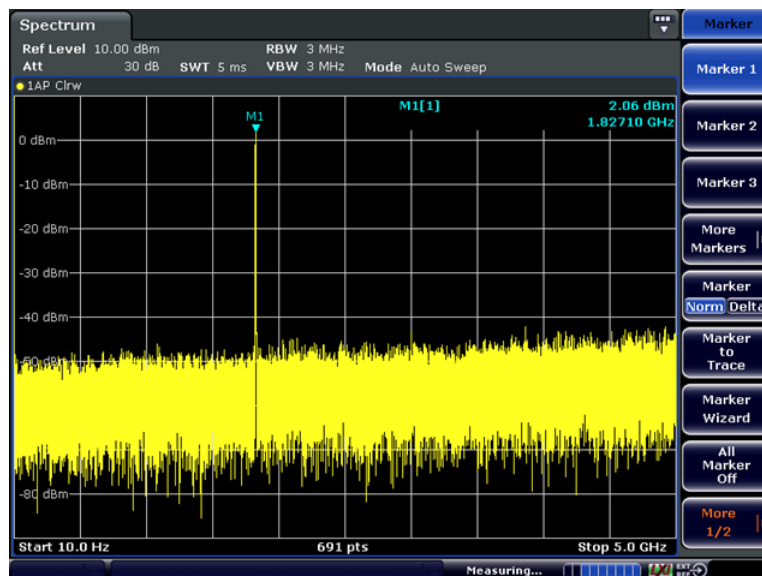 Spectrum
Marker
Ref Level 10.00 dBm RBW 3 MHz
Att 30 dB SWT 5 ms VBW 3 MHz Mode Auto Sweep
1AP Clrw
M1[1] 2.06 dBm
1.82710 GHz
M1
0 dBm
-10 dBm
-20 dBm
-30 dBm
-40 dBm
-80 dBm
Start 10.0 Hz 691 pts Stop 5.0 GHz
Measuring...
EXT
REF
Marker 1
Marker 2
Marker 3
More
Markers
Marker
Norm Delta
Marker
to
Trace
Marker
Wizard
All
Marker
Off
More
1/2